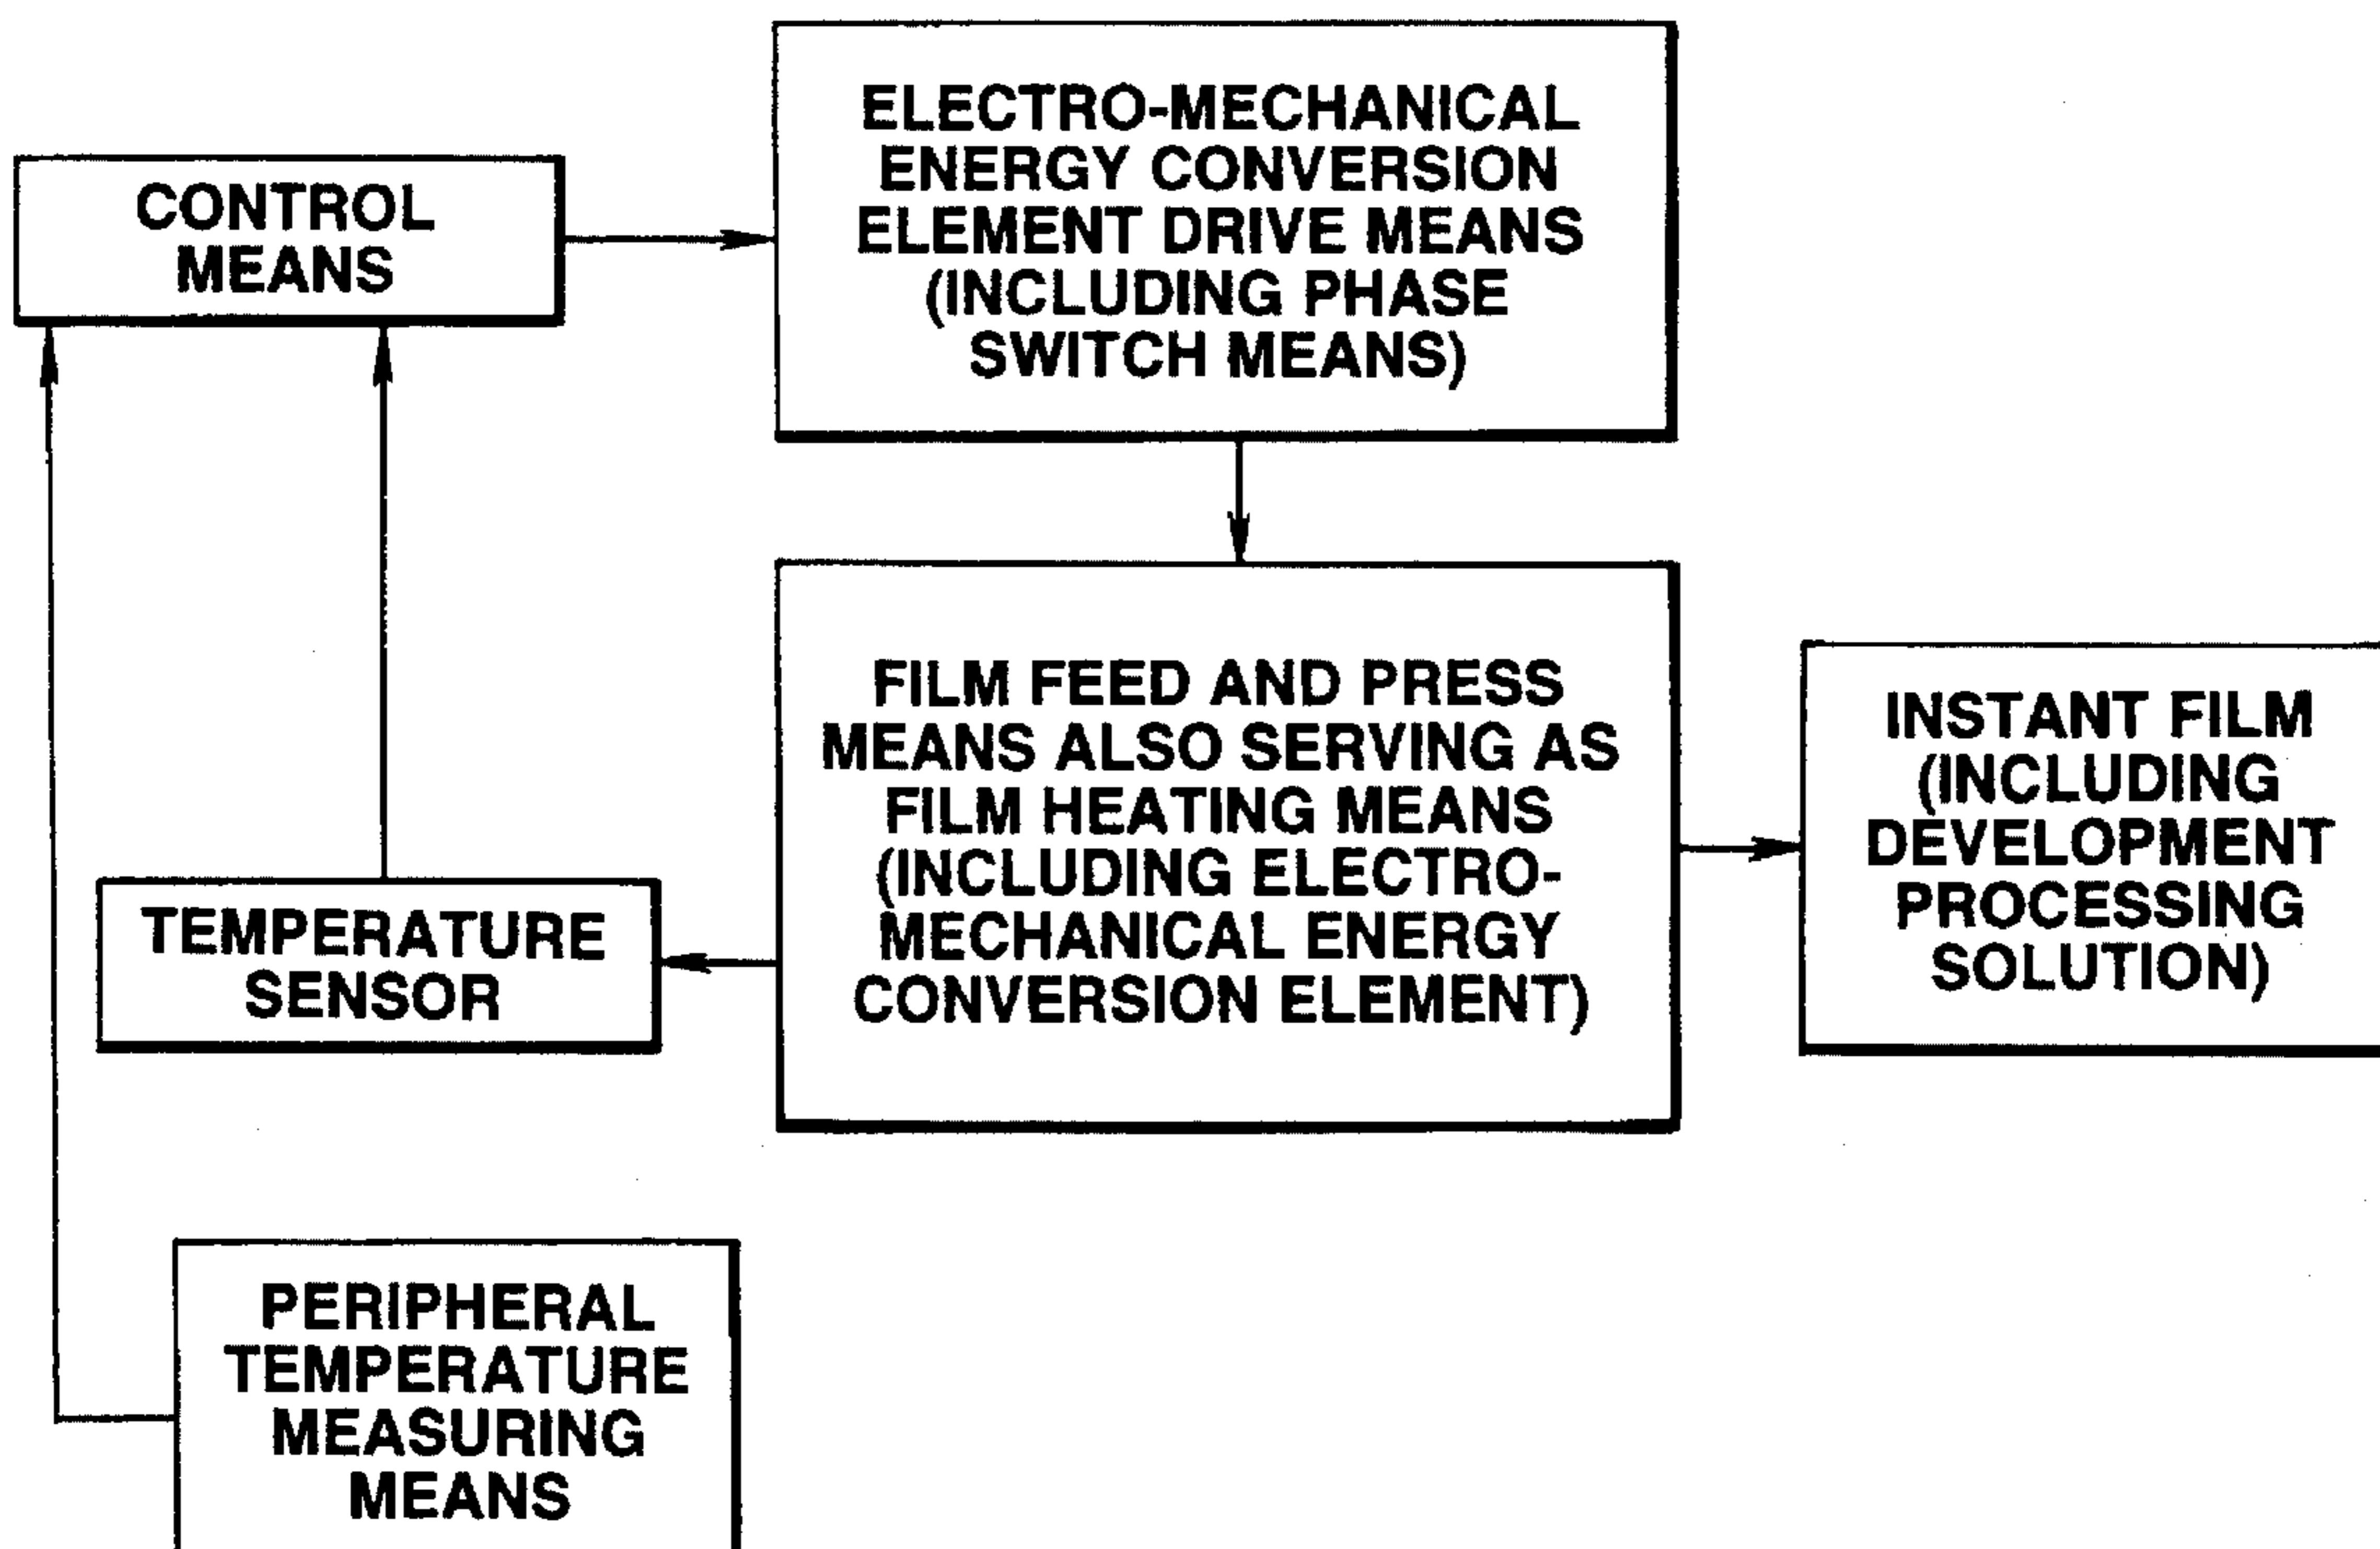 CONTROL
MEANS
ELECTRO-MECHANICAL
ENERGY CONVERSION
ELEMENT DRIVE MEANS
(INCLUDING PHASE
SWITCH MEANS)
FILM FEED AND PRESS
MEANS ALSO SERVING AS
FILM HEATING MEANS
(INCLUDING ELECTRO-
MECHANICAL ENERGY
CONVERSION ELEMENT)
INSTANT FILM
(INCLUDING
DEVELOPMENT
PROCESSING
SOLUTION)
TEMPERATURE
SENSOR
PERIPHERAL
TEMPERATURE
MEASURING
MEANS